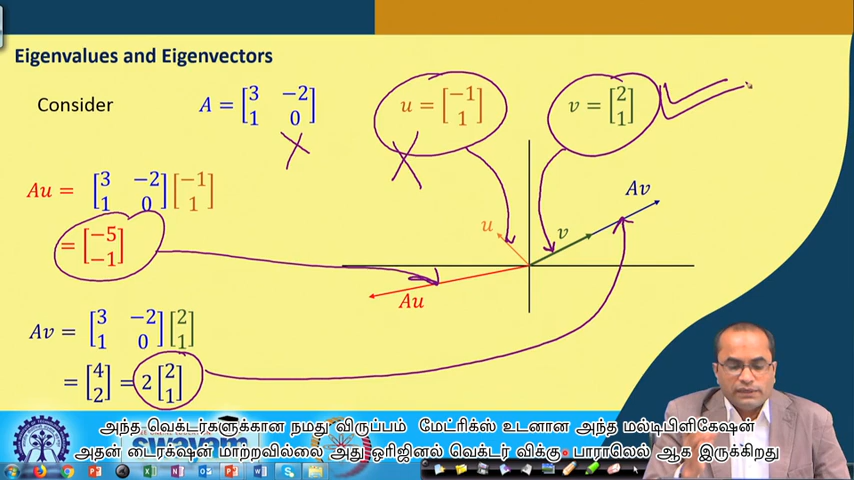 Eigenvalues and Eigenvectors
Consider A = [3 −2; 1 0] u = [−1; 1] v = [2; 1]
Au = [3 −2; 1 0] [−1; 1]
= [−5; −1]
Av
u
v
Au
Av = [3 −2; 1 0] [2; 1]
= [4; 2] = 2 [2; 1]
swayam
அந்த வெக்டர்களுக்கான நமது விருப்பம் மேட்ரிக்ஸ் உடனான அந்த மல்டிபிளிகேஷன்
அதன் டைரக்‌ஷன் மாற்றவில்லை அது ஒரிஜினல் வெக்டர் விக்கு பாராலெல் ஆக இருக்கிறது